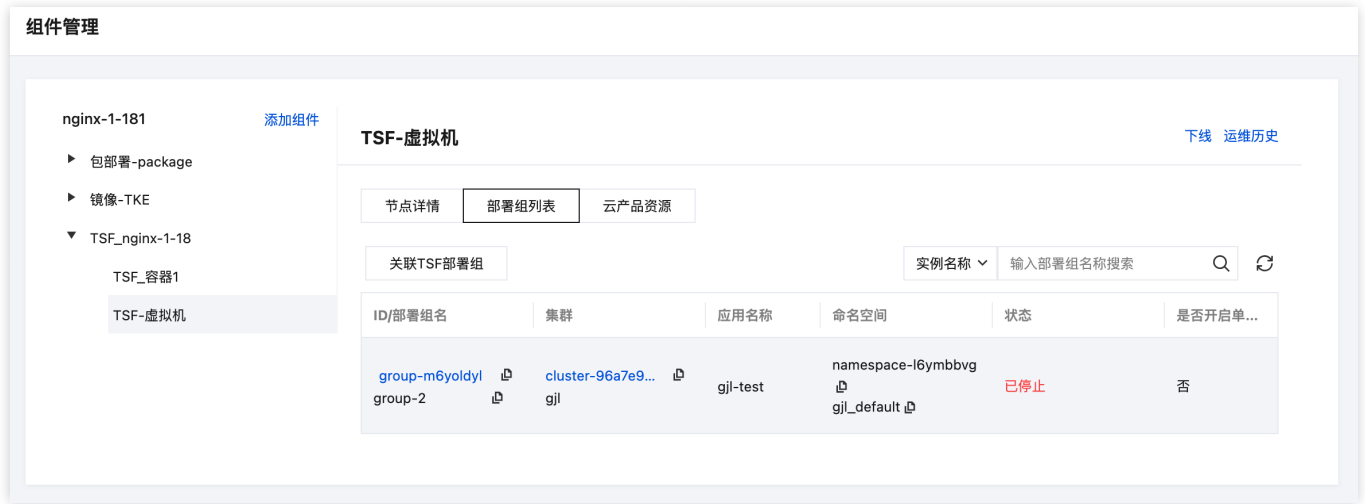 组件管理
nginx-1-181
添加组件
包部署-package
镜像-TKE
TSF_nginx-1-18
TSF_容器1
TSF-虚拟机
TSF-虚拟机
下线 运维历史
节点详情 部署组列表 云产品资源
关联TSF部署组
实例名称 输入部署组名称搜索
ID/部署组名 集群 应用名称 命名空间 状态 是否开启单...
group-m6yoldyl cluster-96a7e9... gjl-test namespace-l6ymbbvg 已停止 否
group-2 gjl gjl_default